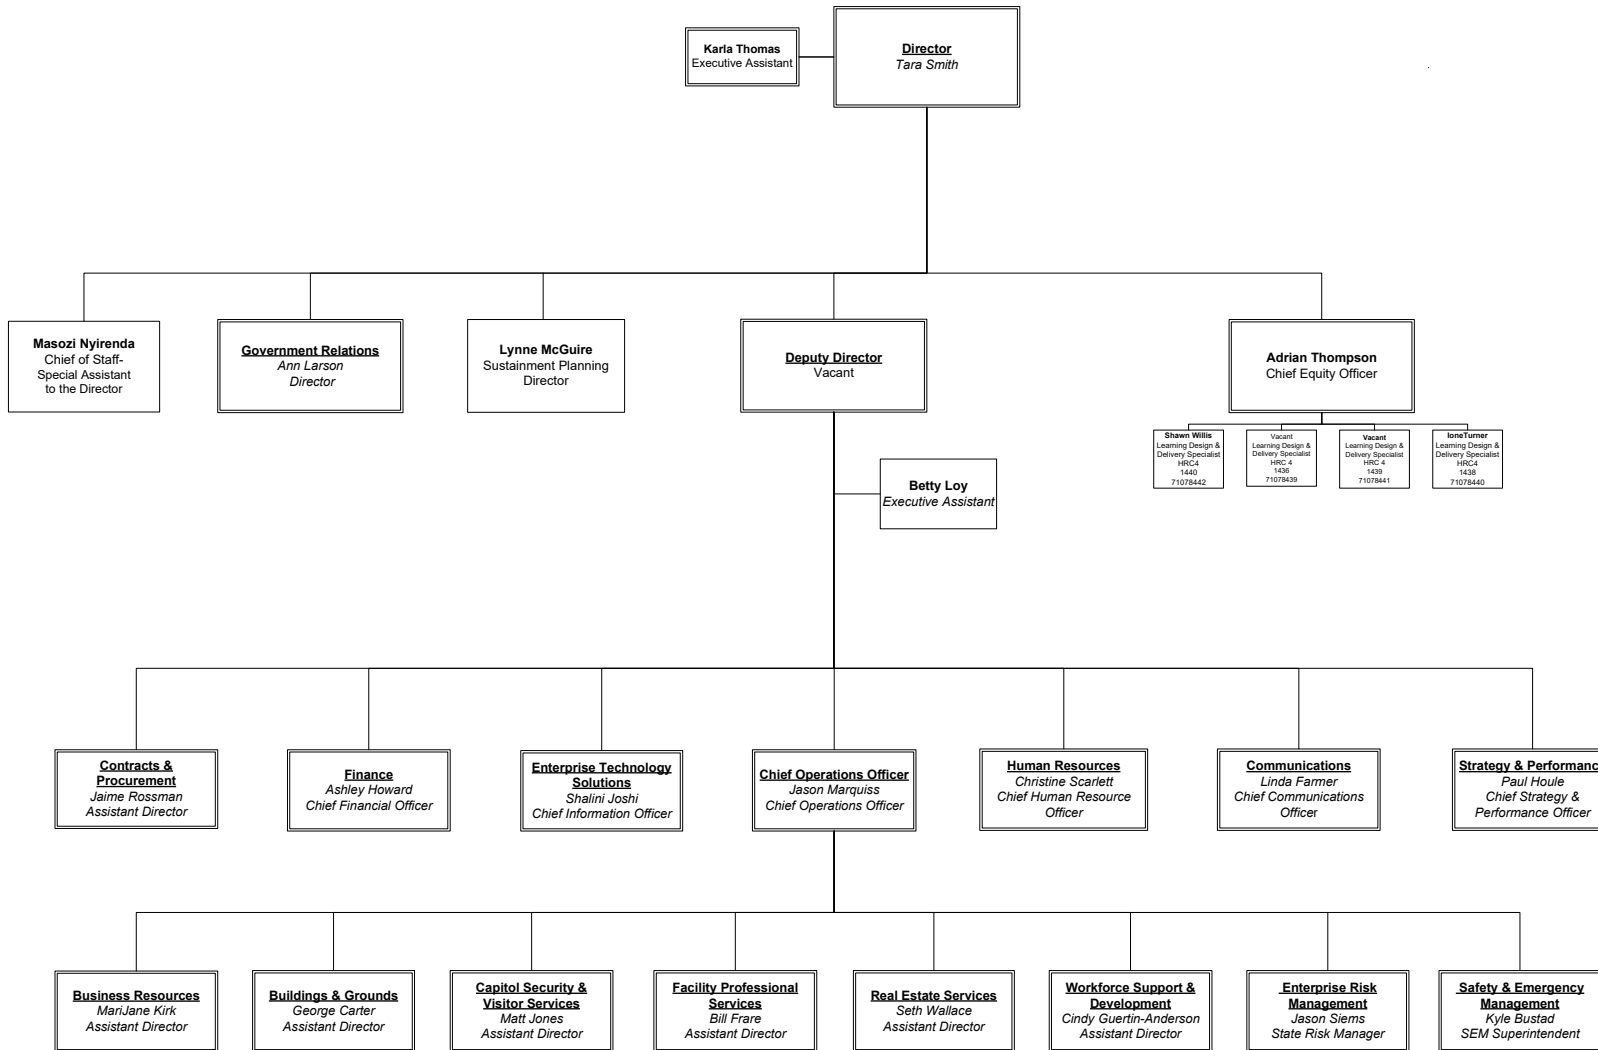 Karla Thomas
Executive Assistant
Director
Tara Smith
Masozi Nyirenda
Chief of Staff-
Special Assistant
to the Director
Government Relations
Ann Larson
Director
Lynne McGuire
Sustainment Planning
Director
Deputy Director
Vacant
Adrian Thompson
Chief Equity Officer
Shawn Willis
Learning Design &
Delivery Specialist
HRC4
1440
71078442
Vacant
Learning Design &
Delivery Specialist
HRC 4
1436
71078439
Vacant
Learning Design &
Delivery Specialist
HRC 4
1439
71078441
IoneTurner
Learning Design &
Delivery Specialist
HRC4
1438
71078440
Betty Loy
Executive Assistant
Contracts &
Procurement
Jaime Rossman
Assistant Director
Finance
Ashley Howard
Chief Financial Officer
Enterprise Technology
Solutions
Shalini Joshi
Chief Information Officer
Chief Operations Officer
Jason Marquiss
Chief Operations Officer
Human Resources
Christine Scarlett
Chief Human Resource
Officer
Communications
Linda Farmer
Chief Communications
Officer
Strategy & Performanc
Paul Houle
Chief Strategy &
Performance Officer
Business Resources
MariJane Kirk
Assistant Director
Buildings & Grounds
George Carter
Assistant Director
Capitol Security &
Visitor Services
Matt Jones
Assistant Director
Facility Professional
Services
Bill Frare
Assistant Director
Real Estate Services
Seth Wallace
Assistant Director
Workforce Support &
Development
Cindy Guertin-Anderson
Assistant Director
Enterprise Risk
Management
Jason Siems
State Risk Manager
Safety & Emergency
Management
Kyle Bustad
SEM Superintendent